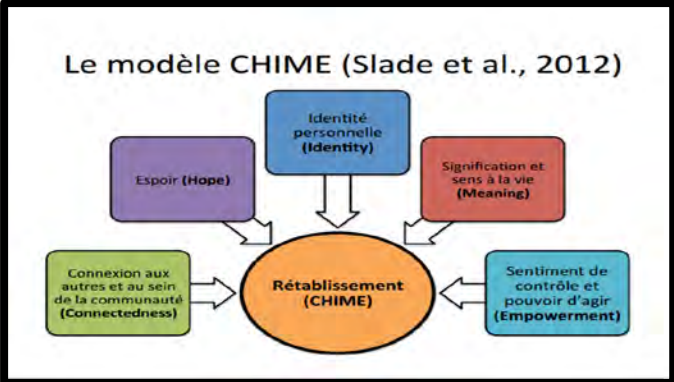 Le modèle CHIME (Slade et al., 2012)
Identité
personnelle
(Identity)
Espoir (Hope)
Signification et
sens à la vie
(Meaning)
Connexion aux
autres et au sein
de la communauté
(Connectedness)
Rétablissement
(CHIME)
Sentiment de
contrôle et
pouvoir d'agir
(Empowerment)